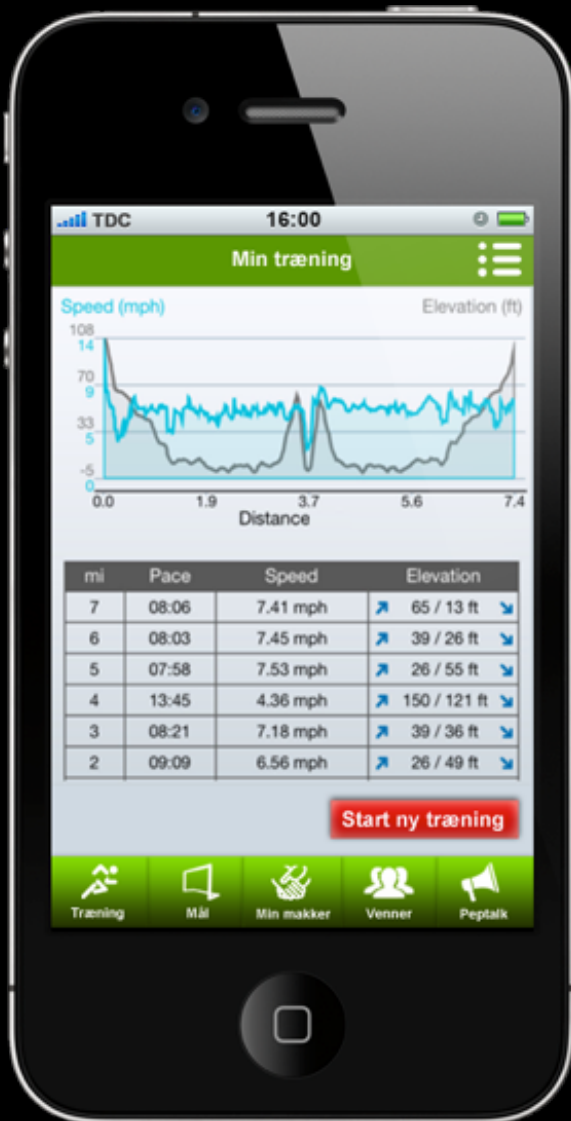 TDC 16:00
Min træning
Speed (mph) Elevation (ft)
108
14
70
9
33
5
-5
0
0.0 1.9 3.7 5.6 7.4
Distance
mi Pace Speed Elevation
7 08:06 7.41 mph 65 / 13 ft
6 08:03 7.45 mph 39 / 26 ft
5 07:58 7.53 mph 26 / 55 ft
4 13:45 4.36 mph 150 / 121 ft
3 08:21 7.18 mph 39 / 36 ft
2 09:09 6.56 mph 26 / 49 ft
Start ny træning
Træning Mål Min makker Venner Peptalk